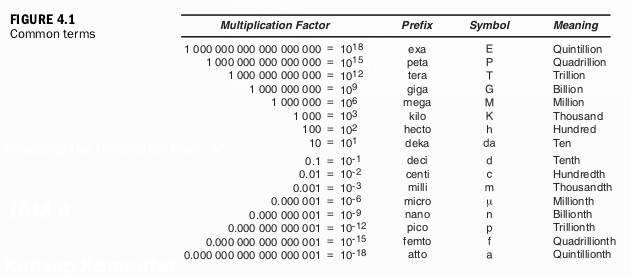 FIGURE 4.1
Common terms
Multiplication Factor Prefix Symbol Meaning
1 000 000 000 000 000 000 = 10^18 exa E Quintillion
1 000 000 000 000 000 = 10^15 peta P Quadrillion
1 000 000 000 000 = 10^12 tera T Trillion
1 000 000 000 = 10^9 giga G Billion
1 000 000 = 10^6 mega M Million
1 000 = 10^3 kilo K Thousand
100 = 10^2 hecto h Hundred
10 = 10^1 deka da Ten
0.1 = 10^-1 deci d Tenth
0.01 = 10^-2 centi c Hundredth
0.001 = 10^-3 milli m Thousandth
0.000 001 = 10^-6 micro μ Millionth
0.000 000 001 = 10^-9 nano n Billionth
0.000 000 000 001 = 10^-12 pico p Trillionth
0.000 000 000 000 001 = 10^-15 femto f Quadrillionth
0.000 000 000 000 000 001 = 10^-18 atto a Quintillionth